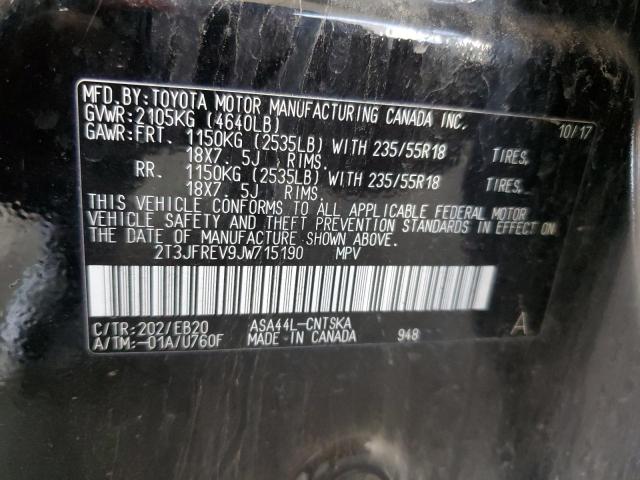 MFD.BY:TOYOTA MOTOR MANUFACTURING CANADA INC.
GVWR:2105KG (4640LB) 10/17
GAWR:FRT. 1150KG (2535LB) WITH 235/55R18 TIRES,
18X7. 5J RIMS.
RR. 1150KG (2535LB) WITH 235/55R18 TIRES,
18X7. 5J RIMS.
THIS VEHICLE CONFORMS TO ALL APPLICABLE FEDERAL MOTOR
VEHICLE SAFETY AND THEFT PREVENTION STANDARDS IN EFFECT ON
THE DATE OF MANUFACTURE SHOWN ABOVE.
2T3JFREV9JW715190 MPV
C/TR:202/EB20 ASA44L-CNTSKA A
A/TM:-01A/U760F MADE IN CANADA 948